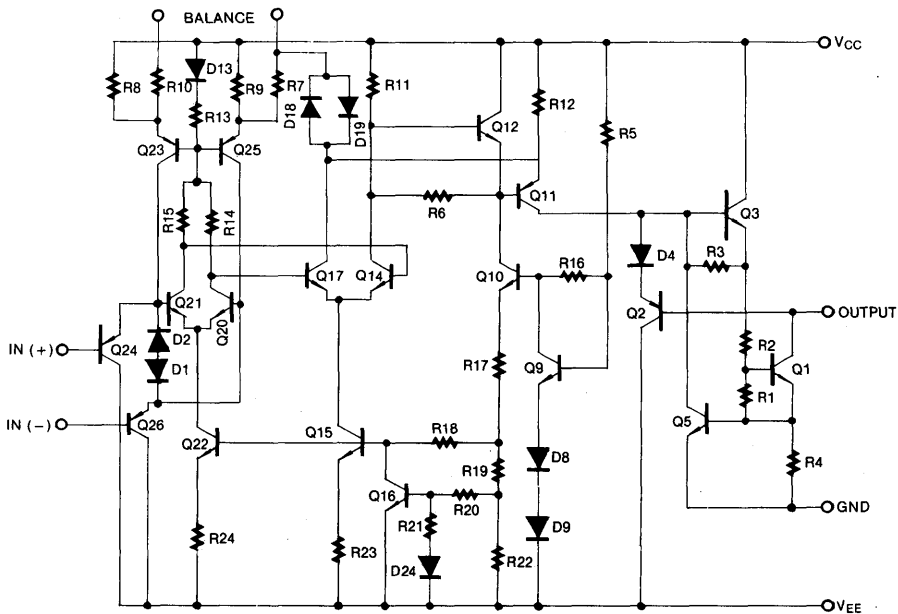 BALANCE
VCC
R8
R10
D13
R9
R7
R13
D18
D19
R11
R12
R5
Q12
Q23
Q25
Q11
Q3
R6
R15
R14
R3
D4
Q17
Q14
Q10
R16
Q21
Q20
Q2
OUTPUT
D2
IN (+)
Q24
D1
R2
Q1
R17
Q9
R1
IN (-)
Q26
Q22
Q15
R18
Q5
D8
R4
R19
Q16
R20
R21
GND
R24
R23
D24
R22
D9
VEE